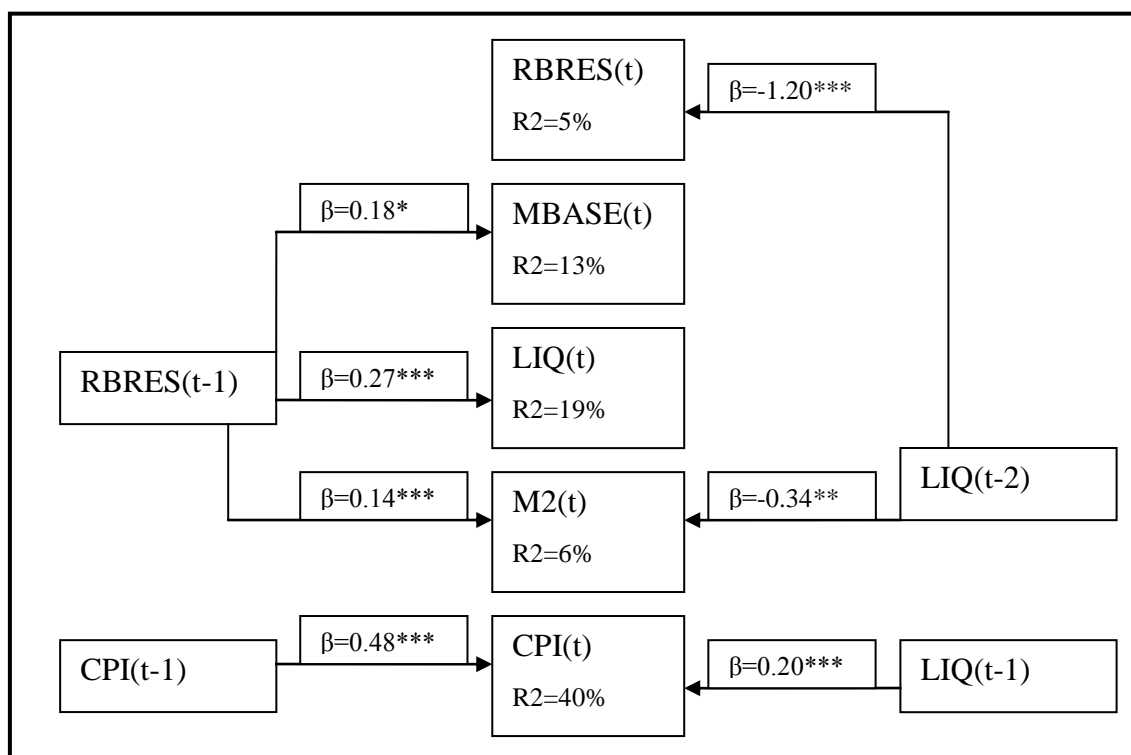 RBRES(t)
R2=5%
β=-1.20***
β=0.18*
MBASE(t)
R2=13%
RBRES(t-1)
β=0.27***
LIQ(t)
R2=19%
β=0.14***
M2(t)
R2=6%
β=-0.34**
LIQ(t-2)
CPI(t-1)
β=0.48***
CPI(t)
R2=40%
β=0.20***
LIQ(t-1)